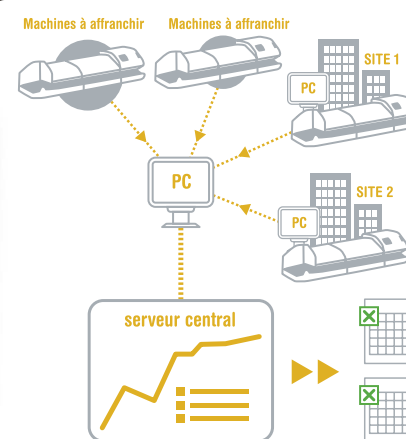 Machines à affranchir
Machines à affranchir
SITE 1
PC
PC
SITE 2
PC
serveur central